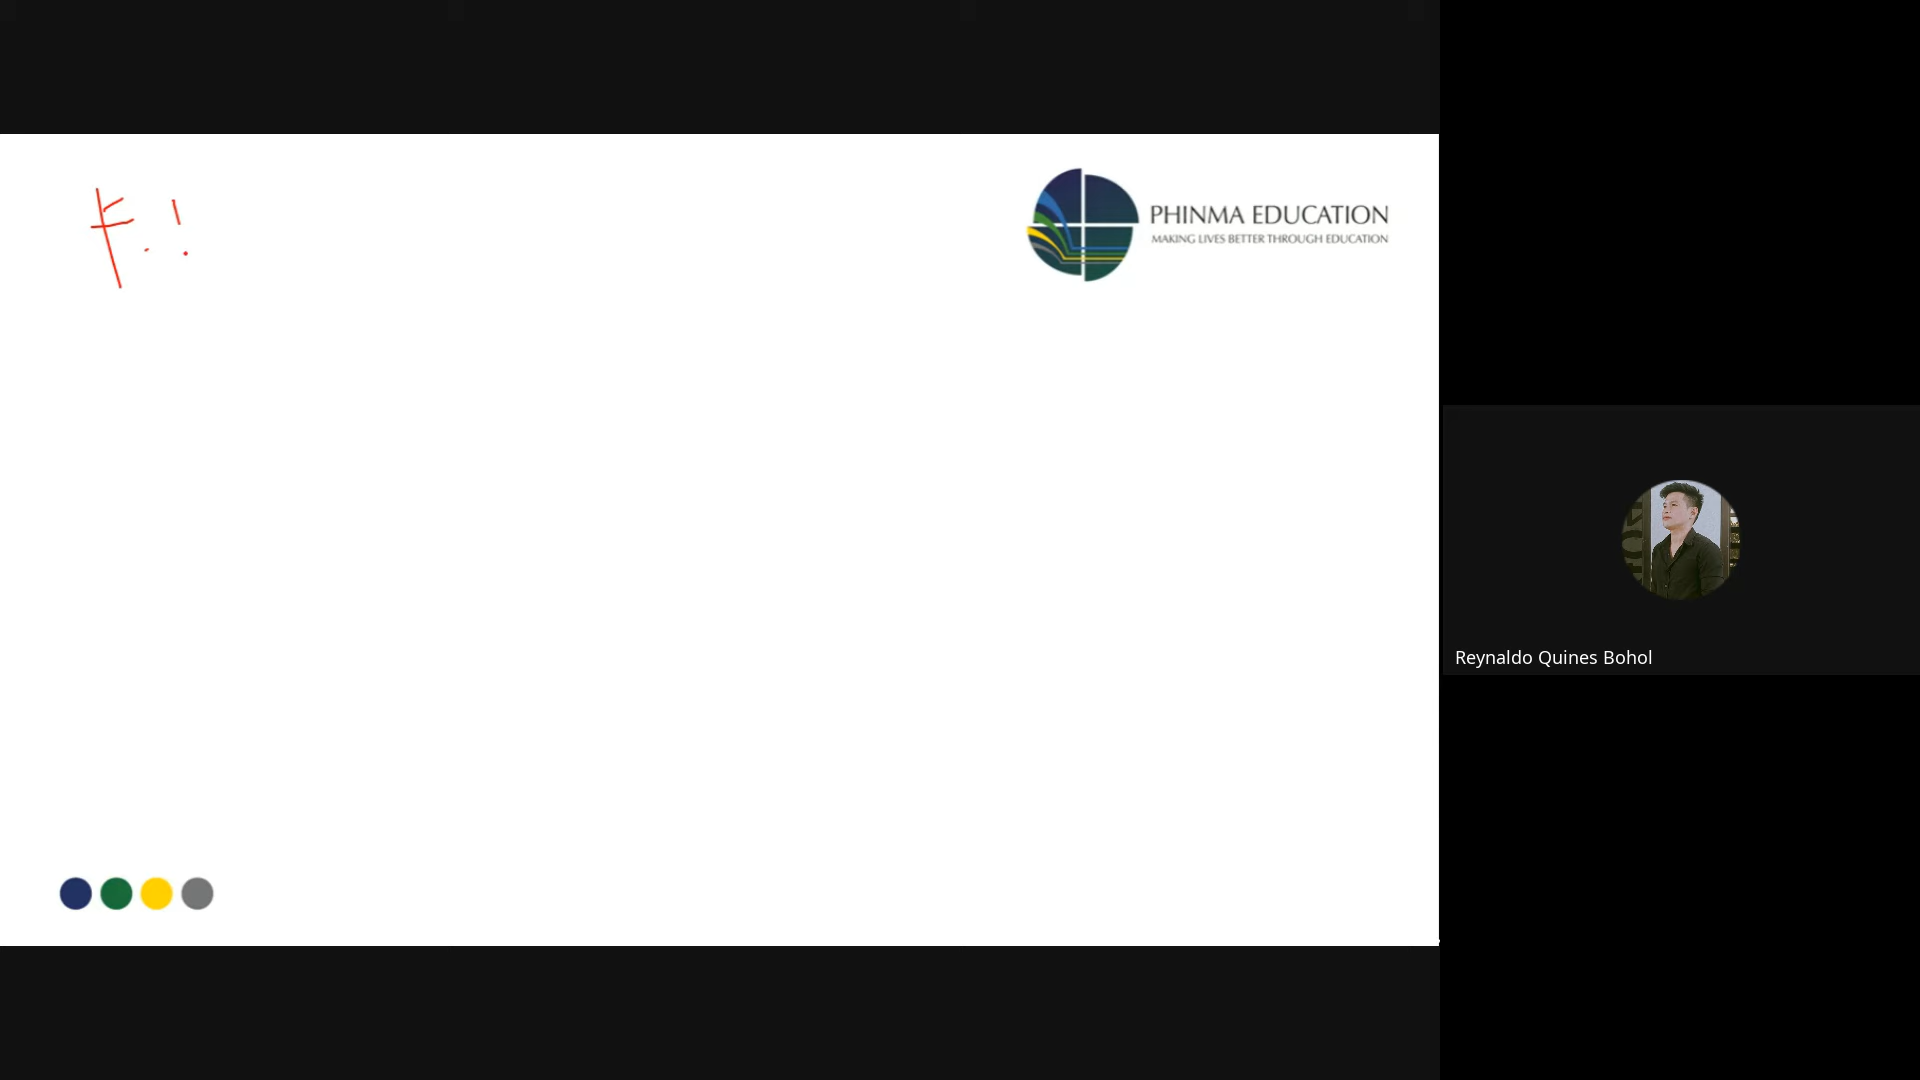 F. !
PHINMA EDUCATION
MAKING LIVES BETTER THROUGH EDUCATION
Reynaldo Quines Bohol